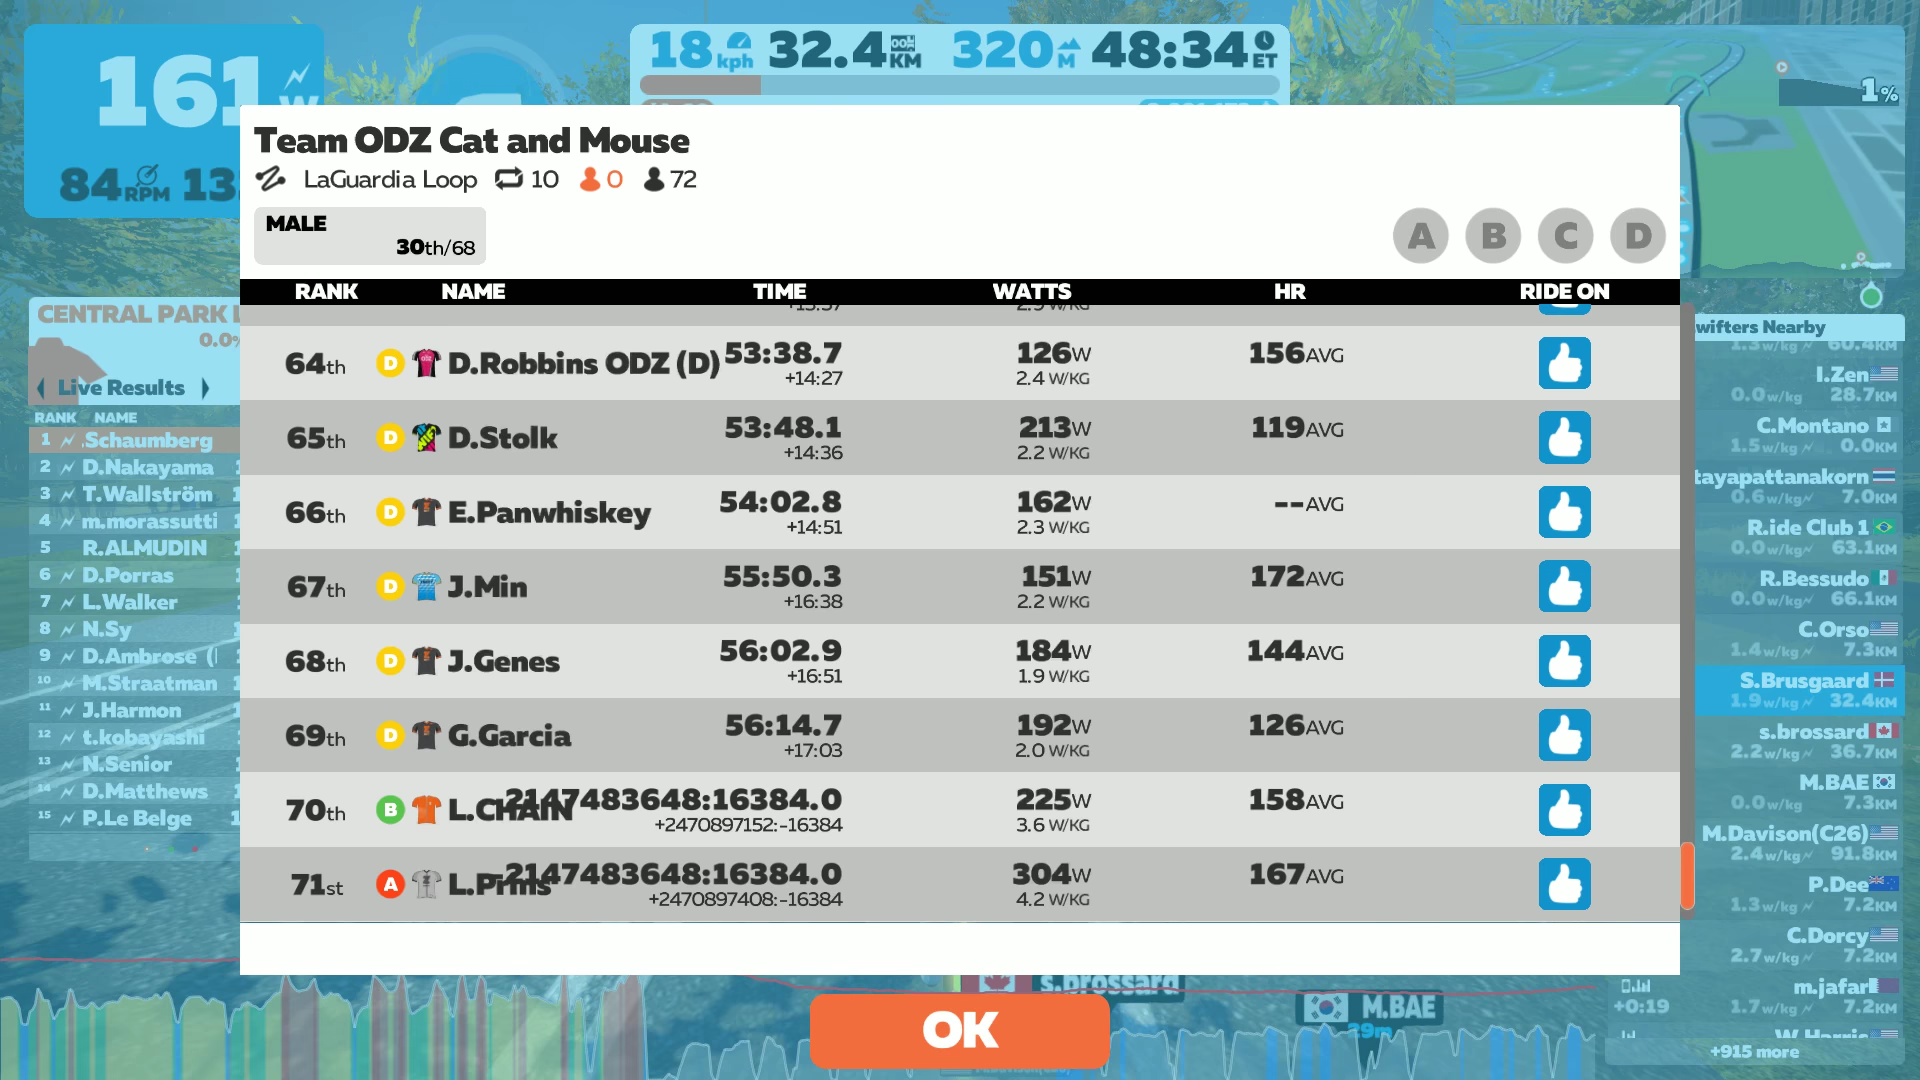 161 W
84 RPM 13
18 kph 32.4 KM 320 M 48:34 ET
1%
Team ODZ Cat and Mouse
LaGuardia Loop 10 0 72
MALE
30th/68
A B C D
RANK NAME TIME WATTS HR RIDE ON
64th D D.Robbins ODZ (D) 53:38.7 126W 156AVG
+14:27 2.4 W/KG
65th D D.Stolk 53:48.1 213W 119AVG
+14:36 2.2 W/KG
66th D E.Panwhiskey 54:02.8 162W --AVG
+14:51 2.3 W/KG
67th D J.Min 55:50.3 151W 172AVG
+16:38 2.2 W/KG
68th D J.Genes 56:02.9 184W 144AVG
+16:51 1.9 W/KG
69th D G.Garcia 56:14.7 192W 126AVG
+17:03 2.0 W/KG
70th B L.CHAIN 2147483648:16384.0 225W 158AVG
+2470897152:-16384 3.6 W/KG
71st A L.Prms 2147483648:16384.0 304W 167AVG
+2470897408:-16384 4.2 W/KG
OK
CENTRAL PARK
0.0%
Live Results
RANK NAME
1 .Schaumberg
2 D.Nakayama
3 T.Wallström
4 m.morassutti
5 R.ALMUDIN
6 D.Porras
7 L.Walker
8 N.Sy
9 D.Ambrose (
10 M.Straatman
11 J.Harmon
12 t.kobayashi
13 N.Senior
14 D.Matthews
15 P.Le Belge
wifters Nearby
1.3w/kg 60.4KM
I.Zen
0.0w/kg 28.7KM
C.Montano
1.5w/kg 0.0KM
tayapattanakorn
0.6w/kg 7.0KM
R.ide Club 1
0.0w/kg 63.1KM
R.Bessudo
0.0w/kg 66.1KM
C.Orso
1.4w/kg 7.3KM
S.Brusgaard
1.9w/kg 32.4KM
s.brossard
2.2w/kg 36.7KM
M.BAE
0.0w/kg 7.3KM
M.Davison(C26)
2.4w/kg 91.8KM
P.Dee
1.3w/kg 7.2KM
C.Dorcy
2.7w/kg 7.2KM
m.jafar
+0:19 1.7w/kg 7.2KM
W.Harris
+915 more
s.brossard
M.BAE
29m